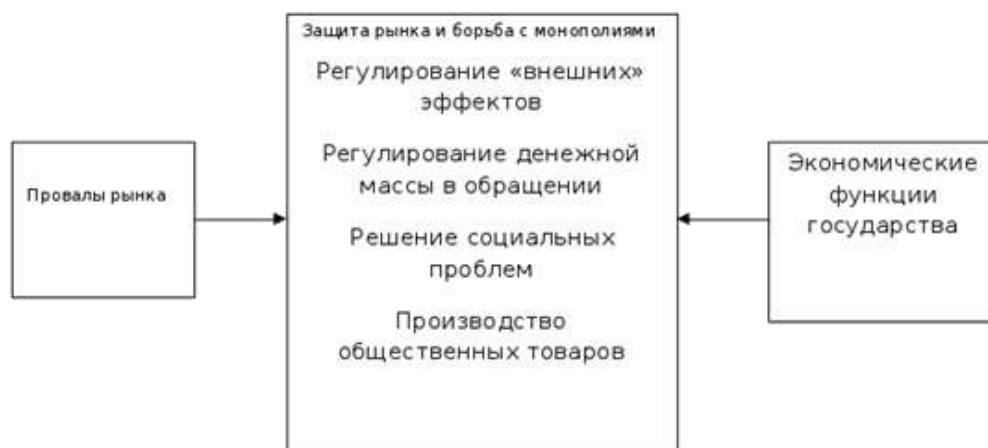 Провалы рынка
Защита рынка и борьба с монополиями
Регулирование «внешних»
эффектов
Регулирование денежной
массы в обращении
Решение социальных
проблем
Производство
общественных товаров
Экономические
функции
государства